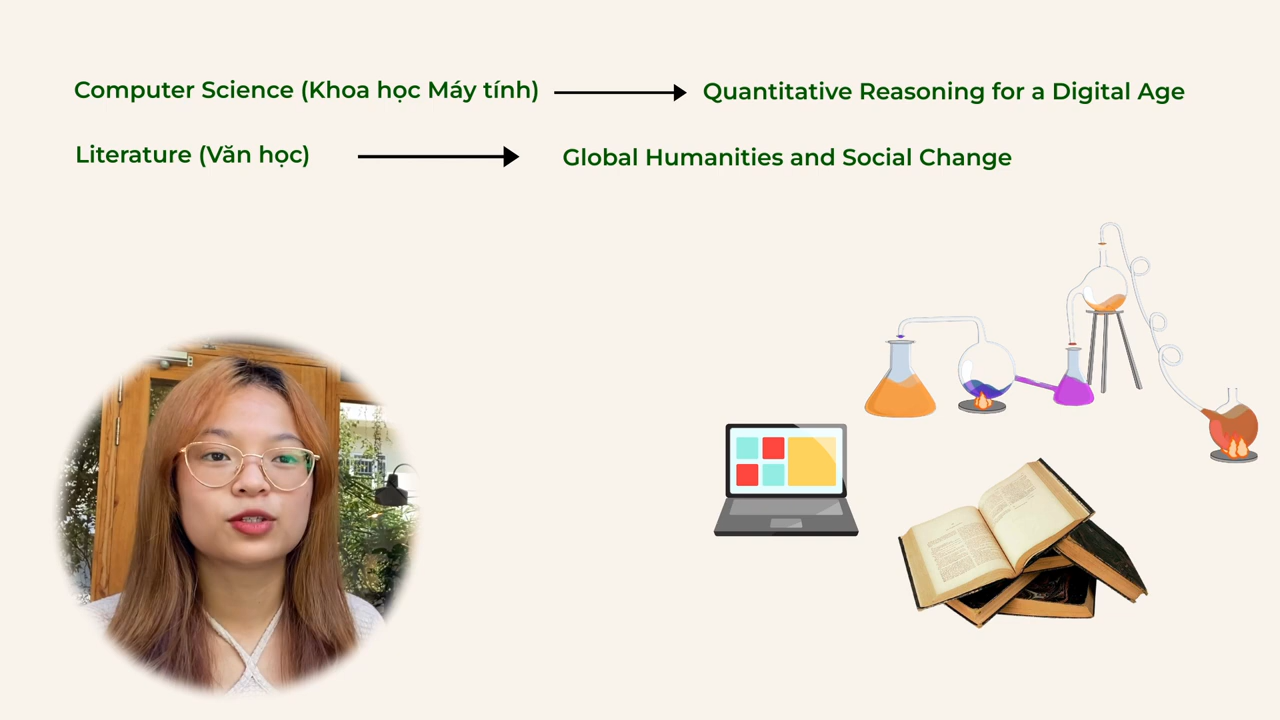 Computer Science (Khoa học Máy tính) Quantitative Reasoning for a Digital Age
Literature (Văn học) Global Humanities and Social Change